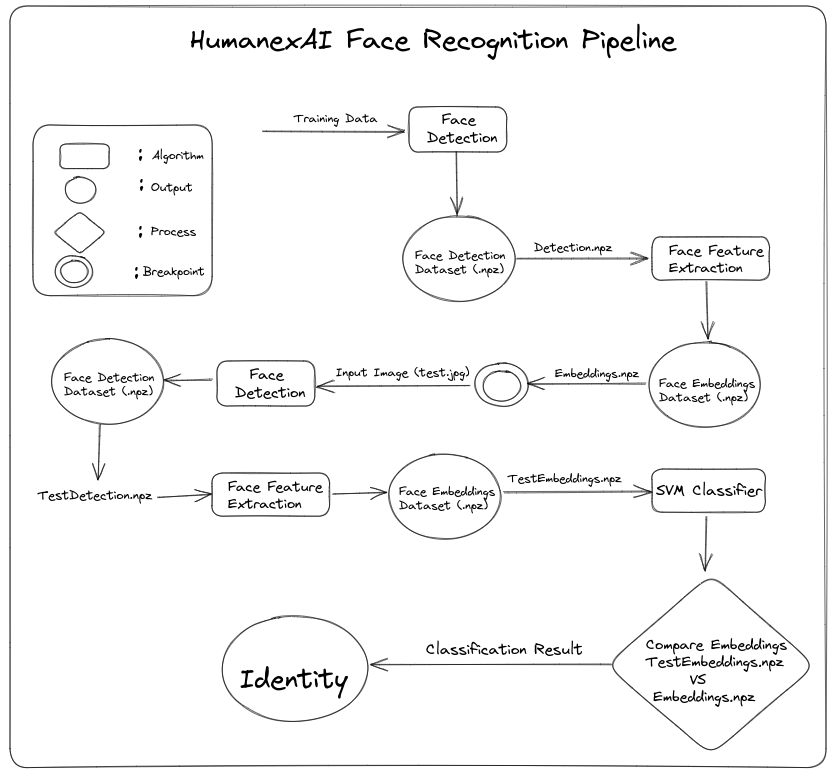 HumanexAI Face Recognition Pipeline
Training Data
Face
Detection
: Algorithm
: Output
: Process
: Breakpoint
Face Detection
Dataset (.npz)
Detection.npz
Face Feature
Extraction
Face Embeddings
Dataset (.npz)
Embeddings.npz
Input Image (test.jpg)
Face
Detection
Face Detection
Dataset (.npz)
TestDetection.npz
Face Feature
Extraction
Face Embeddings
Dataset (.npz)
TestEmbeddings.npz
SVM Classifier
Compare Embeddings
TestEmbeddings.npz
VS
Embeddings.npz
Classification Result
Identity